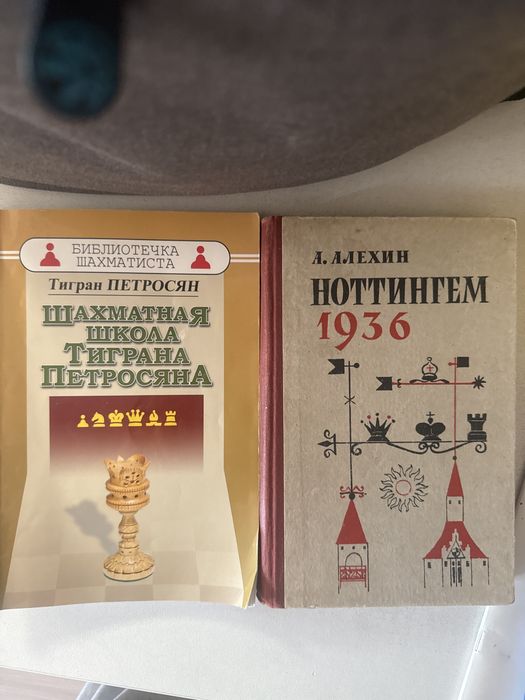 БИБЛИОТЕЧКА
ШАХМАТИСТА
Тигран ПЕТРОСЯН
ШАХМАТНАЯ
ШКОЛА
ТИГРАНА
ПЕТРОСЯНА
А. АЛЕХИН
НОТТИНГЕМ
1936